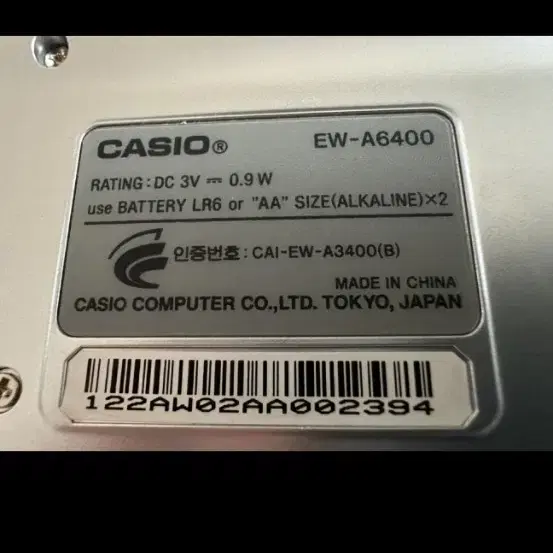 CASIO® EW-A6400
RATING : DC 3V ⎓ 0.9 W
use BATTERY LR6 or "AA" SIZE(ALKALINE)×2
인증번호 : CAI-EW-A3400(B)
MADE IN CHINA
CASIO COMPUTER CO.,LTD. TOKYO, JAPAN
122AW02AA002394